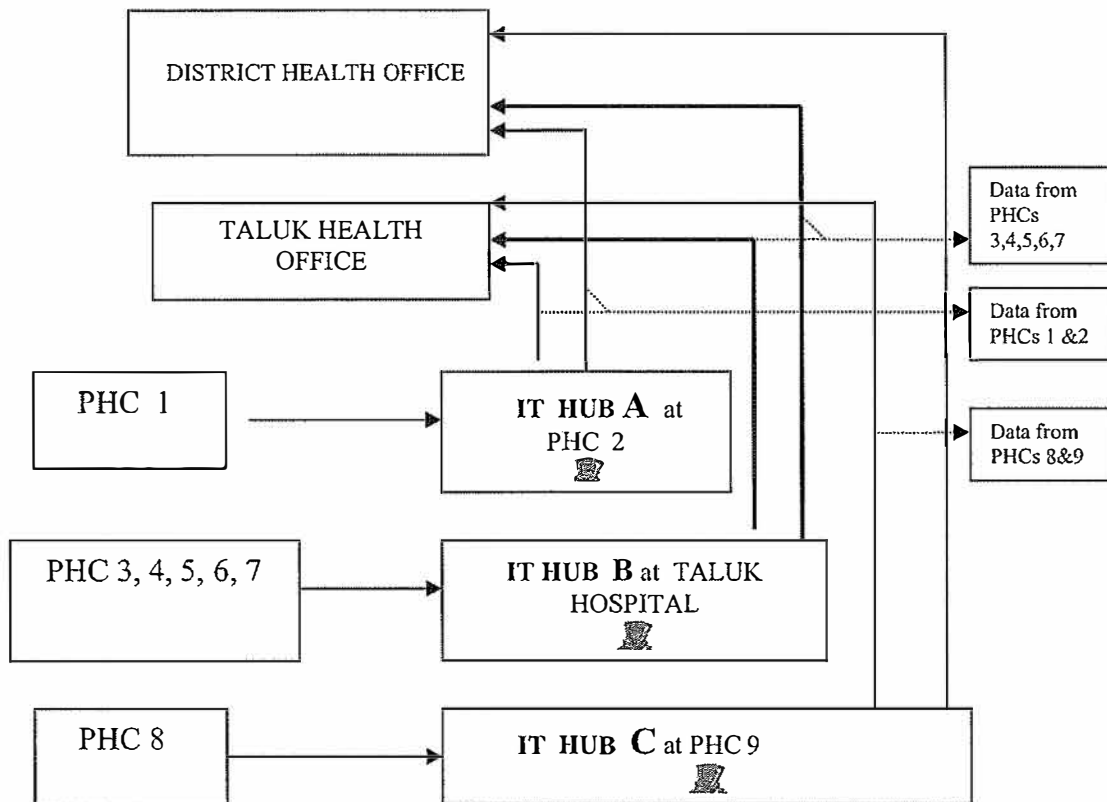 DISTRICT HEALTH OFFICE
TALUK HEALTH
OFFICE
Data from
PHCs
3,4,5,6,7
Data from
PHCs 1 &2
PHC 1
IT HUB A at
PHC 2
Data from
PHCs 8&9
PHC 3, 4, 5, 6, 7
IT HUB B at TALUK
HOSPITAL
PHC 8
IT HUB C at PHC 9